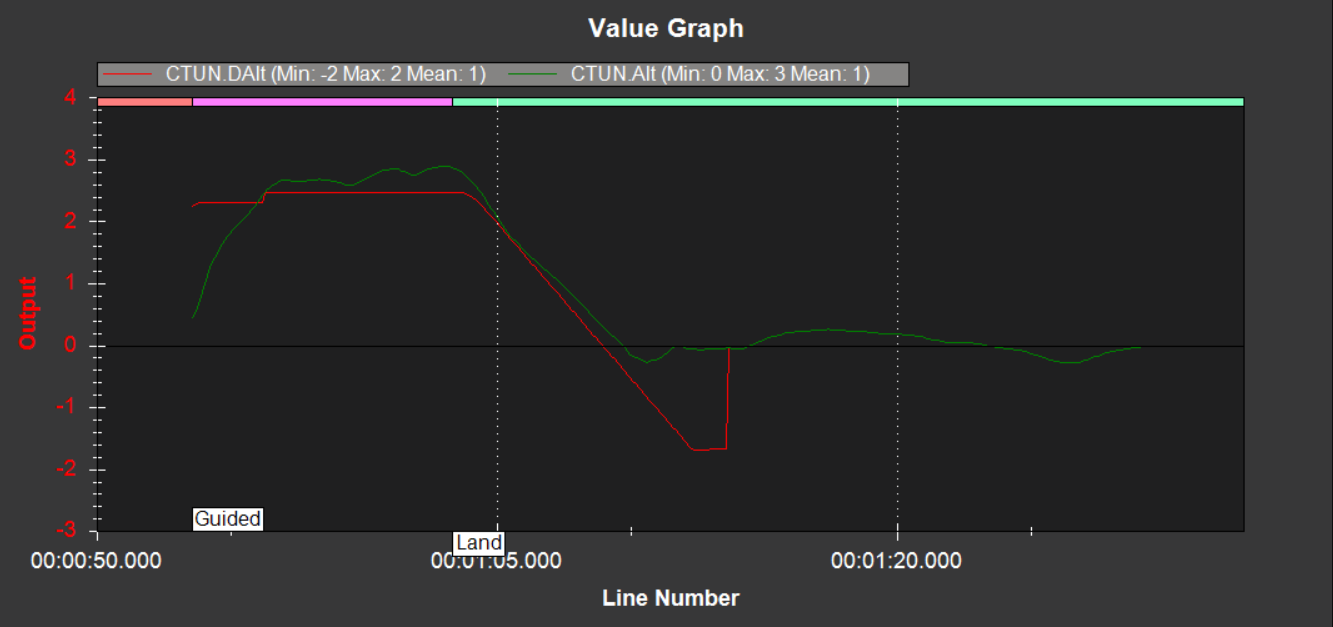 Value Graph
CTUN.DAlt (Min: -2 Max: 2 Mean: 1) CTUN.Alt (Min: 0 Max: 3 Mean: 1)
4
3
2
1
0
-1
-2
-3
Output
Guided
Land
00:00:50.000 00:01:05.000 00:01:20.000
Line Number